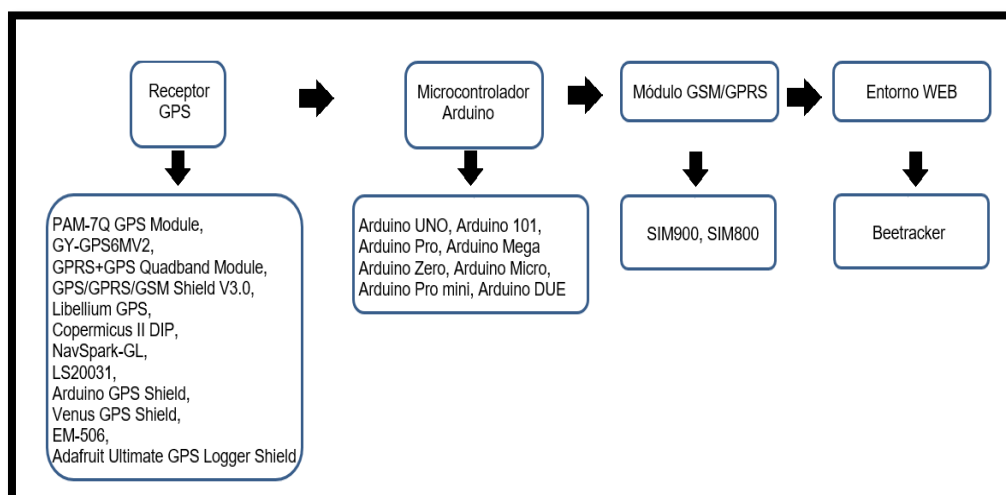 Receptor
GPS
Microcontrolador
Arduino
Módulo GSM/GPRS
Entorno WEB
PAM-7Q GPS Module,
GY-GPS6MV2,
GPRS+GPS Quadband Module,
GPS/GPRS/GSM Shield V3.0,
Libellium GPS,
Copermicus II DIP,
NavSpark-GL,
LS20031,
Arduino GPS Shield,
Venus GPS Shield,
EM-506,
Adafruit Ultimate GPS Logger Shield
Arduino UNO, Arduino 101,
Arduino Pro, Arduino Mega
Arduino Zero, Arduino Micro,
Arduino Pro mini, Arduino DUE
SIM900, SIM800
Beetracker